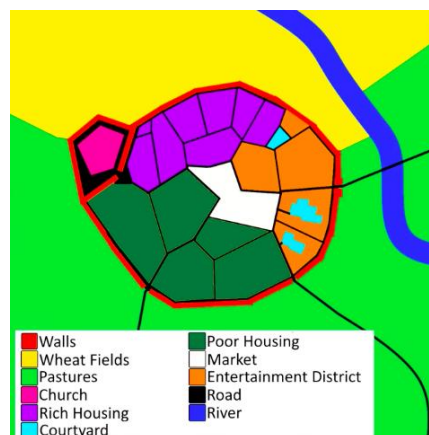 Walls
Wheat Fields
Pastures
Church
Rich Housing
Courtyard
Poor Housing
Market
Entertainment District
Road
River